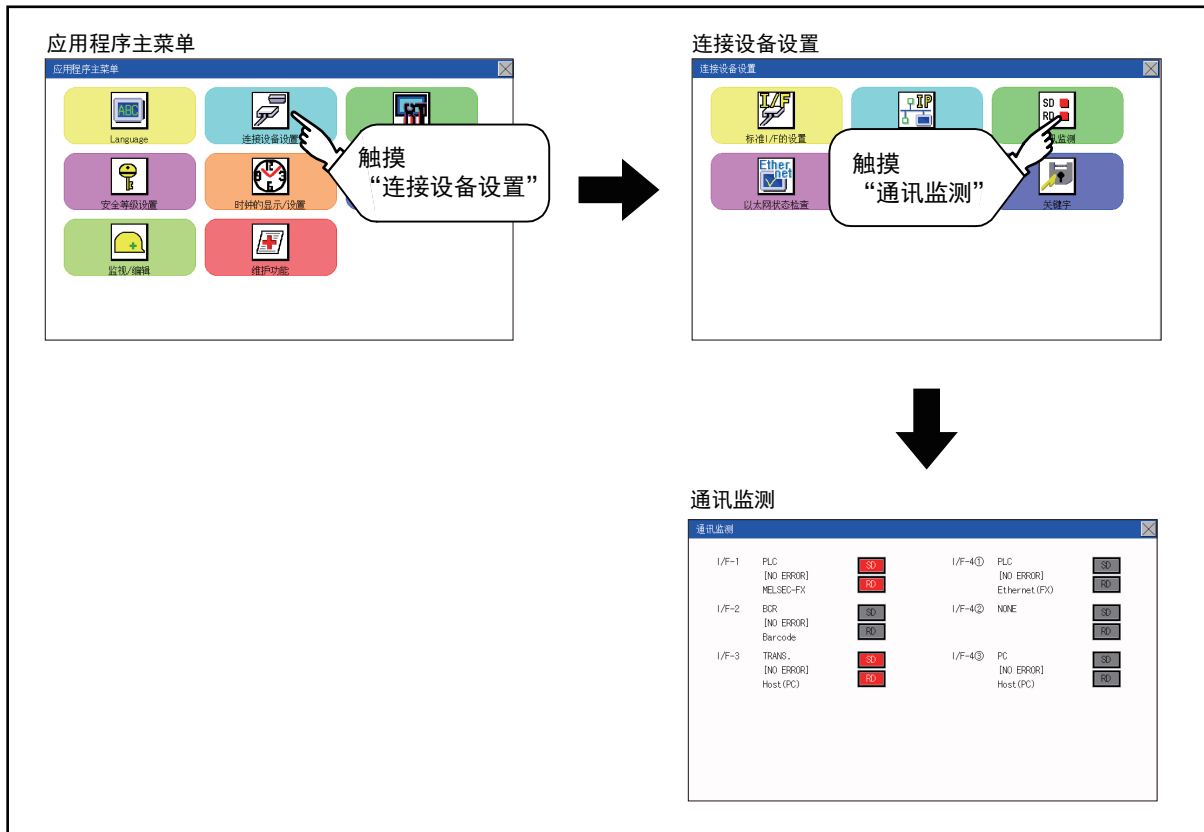 应用程序主菜单
应用程序主菜单
ABC
Language
连接设备设置
触摸
“连接设备设置”
安全等级设置
时钟的显示/设置
监视/编辑
维护功能
连接设备设置
连接设备设置
I/F
标准I/F的设置
IP
SD
RD
监测
触摸
“通讯监测”
Ether
net
以太网状态检查
关键字
通讯监测
通讯监测
I/F-1 PLC SD
[NO ERROR] RD
MELSEC-FX
I/F-2 BCR SD
[NO ERROR] RD
Barcode
I/F-3 TRANS. SD
[NO ERROR] RD
Host(PC)
I/F-4① PLC SD
[NO ERROR] RD
Ethernet(FX)
I/F-4② NONE SD
RD
I/F-4③ PC SD
[NO ERROR] RD
Host(PC)